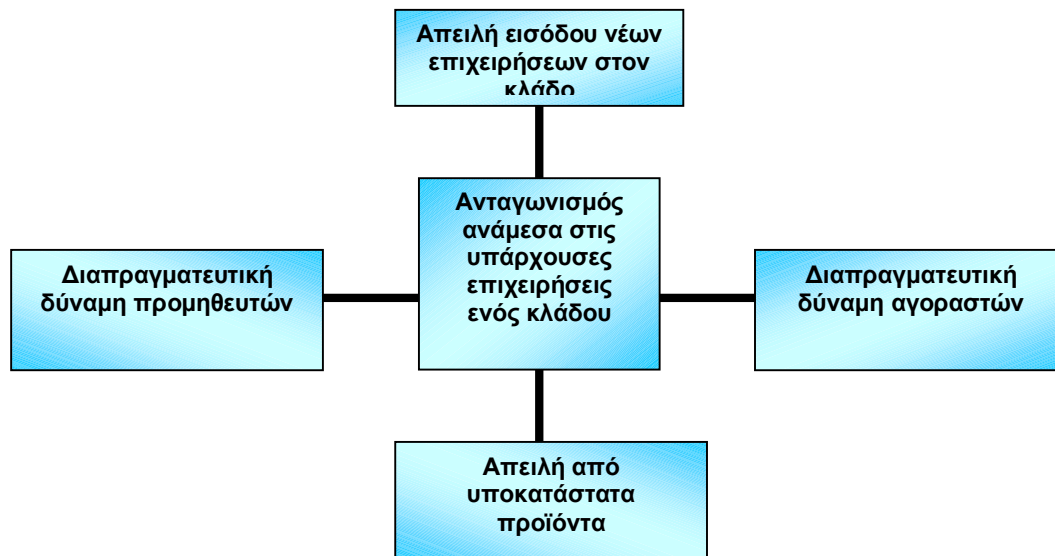 Απειλή εισόδου νέων
επιχειρήσεων στον
κλάδο
Ανταγωνισμός
ανάμεσα στις
υπάρχουσες
επιχειρήσεις
ενός κλάδου
Διαπραγματευτική
δύναμη προμηθευτών
Διαπραγματευτική
δύναμη αγοραστών
Απειλή από
υποκατάστατα
προϊόντα